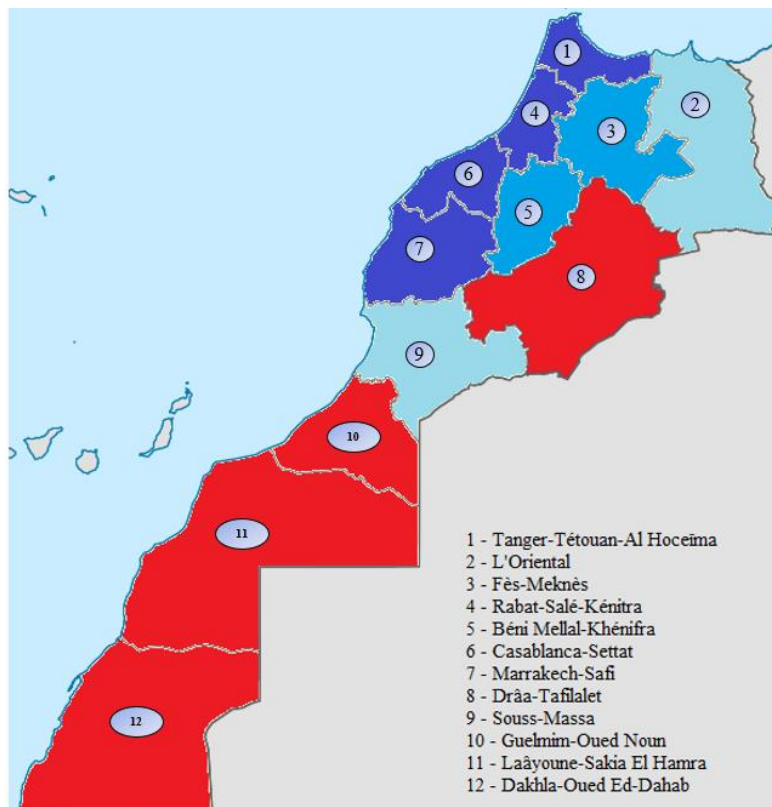 1
2
4
3
6
5
7
8
9
10
11
12
1 - Tanger-Tétouan-Al Hoceïma
2 - L'Oriental
3 - Fès-Meknès
4 - Rabat-Salé-Kénitra
5 - Béni Mellal-Khénifra
6 - Casablanca-Settat
7 - Marrakech-Safi
8 - Drâa-Tafilalet
9 - Souss-Massa
10 - Guelmim-Oued Noun
11 - Laâyoune-Sakia El Hamra
12 - Dakhla-Oued Ed-Dahab